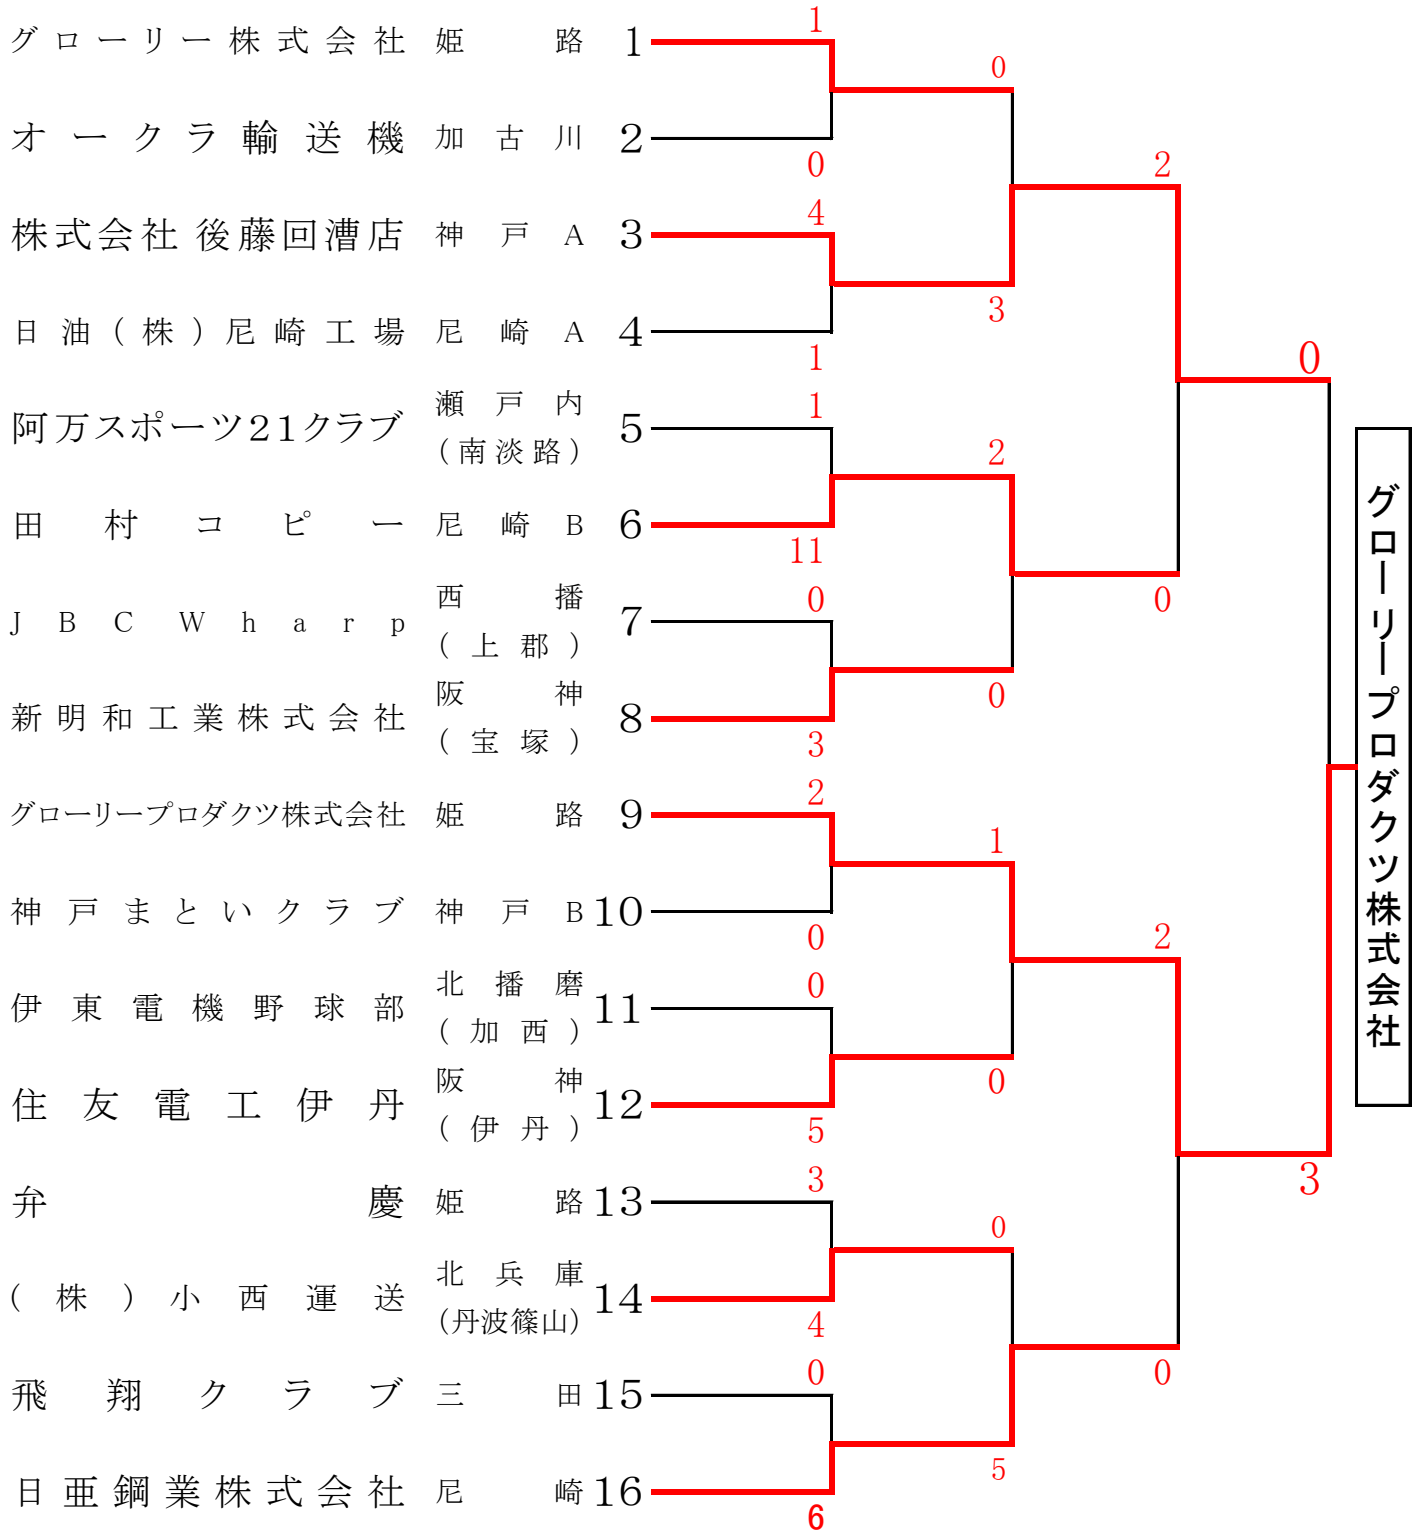 グローリー株式会社 姫路 1
1
0
オークラ輸送機 加古川 2
0
2
株式会社 後藤回漕店 神戸A 3
4
3
日油(株)尼崎工場 尼崎A 4
1
0
阿万スポーツ21クラブ 瀬戸内 5
(南淡路)
1
2
田村コピー 尼崎B 6
11
0
JBCWharp 西播 7
(上郡)
0
0
新明和工業株式会社 阪神 8
(宝塚)
3
グローリープロダクツ株式会社 姫路 9
2
1
神戸まといクラブ 神戸B 10
0
2
伊東電機野球部 北播磨 11
(加西)
0
0
住友電工伊丹 阪神 12
(伊丹)
5
3
弁慶 姫路 13
3
0
(株)小西運送 北兵庫 14
(丹波篠山)
4
0
飛翔クラブ 三田 15
0
5
日亜鋼業株式会社 尼崎 16
6
グローリープロダクツ株式会社